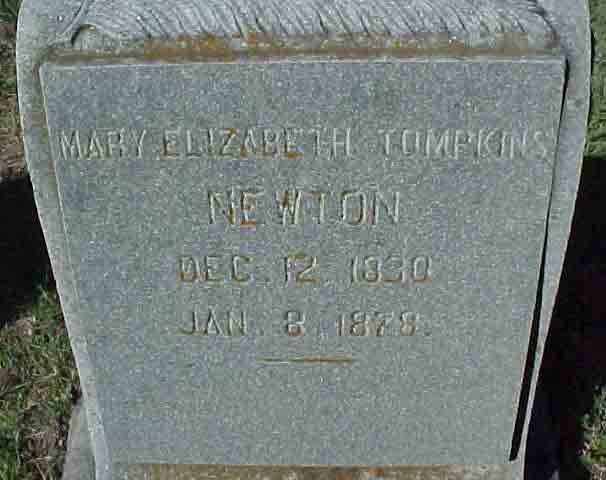 MARY ELIZABETH TOMPKINS
NEWTON
DEC. 12. 1830
JAN. 8. 1878.